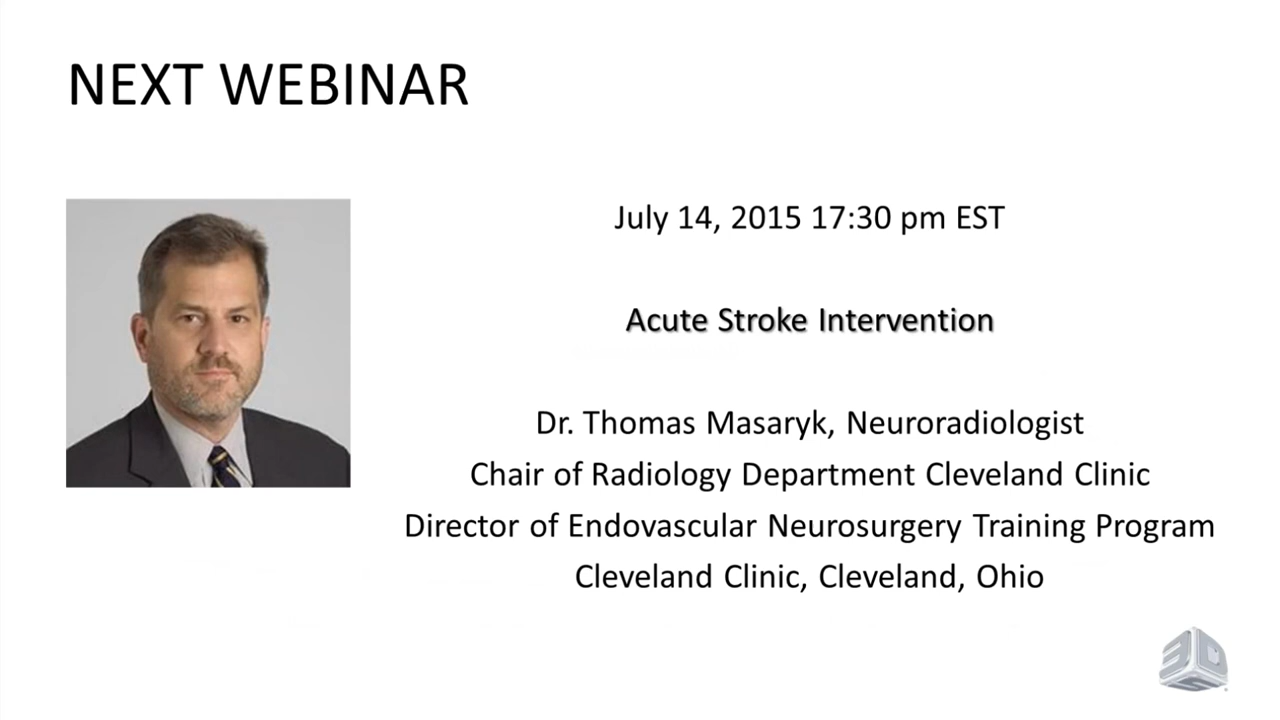 NEXT WEBINAR
July 14, 2015 17:30 pm EST
Acute Stroke Intervention
Dr. Thomas Masaryk, Neuroradiologist
Chair of Radiology Department Cleveland Clinic
Director of Endovascular Neurosurgery Training Program
Cleveland Clinic, Cleveland, Ohio
3DS